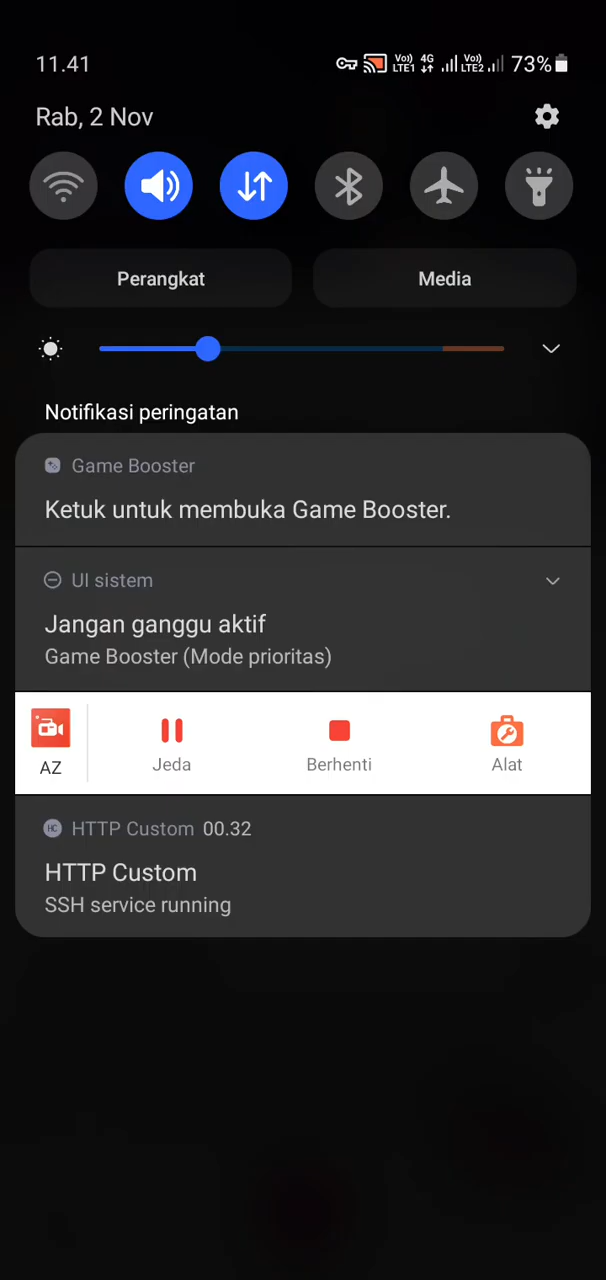 11.41
Vo)) LTE1 4G Vo)) LTE2 73%
Rab, 2 Nov
Perangkat Media
Notifikasi peringatan
Game Booster
Ketuk untuk membuka Game Booster.
UI sistem
Jangan ganggu aktif
Game Booster (Mode prioritas)
AZ Jeda Berhenti Alat
HC HTTP Custom 00.32
HTTP Custom
SSH service running